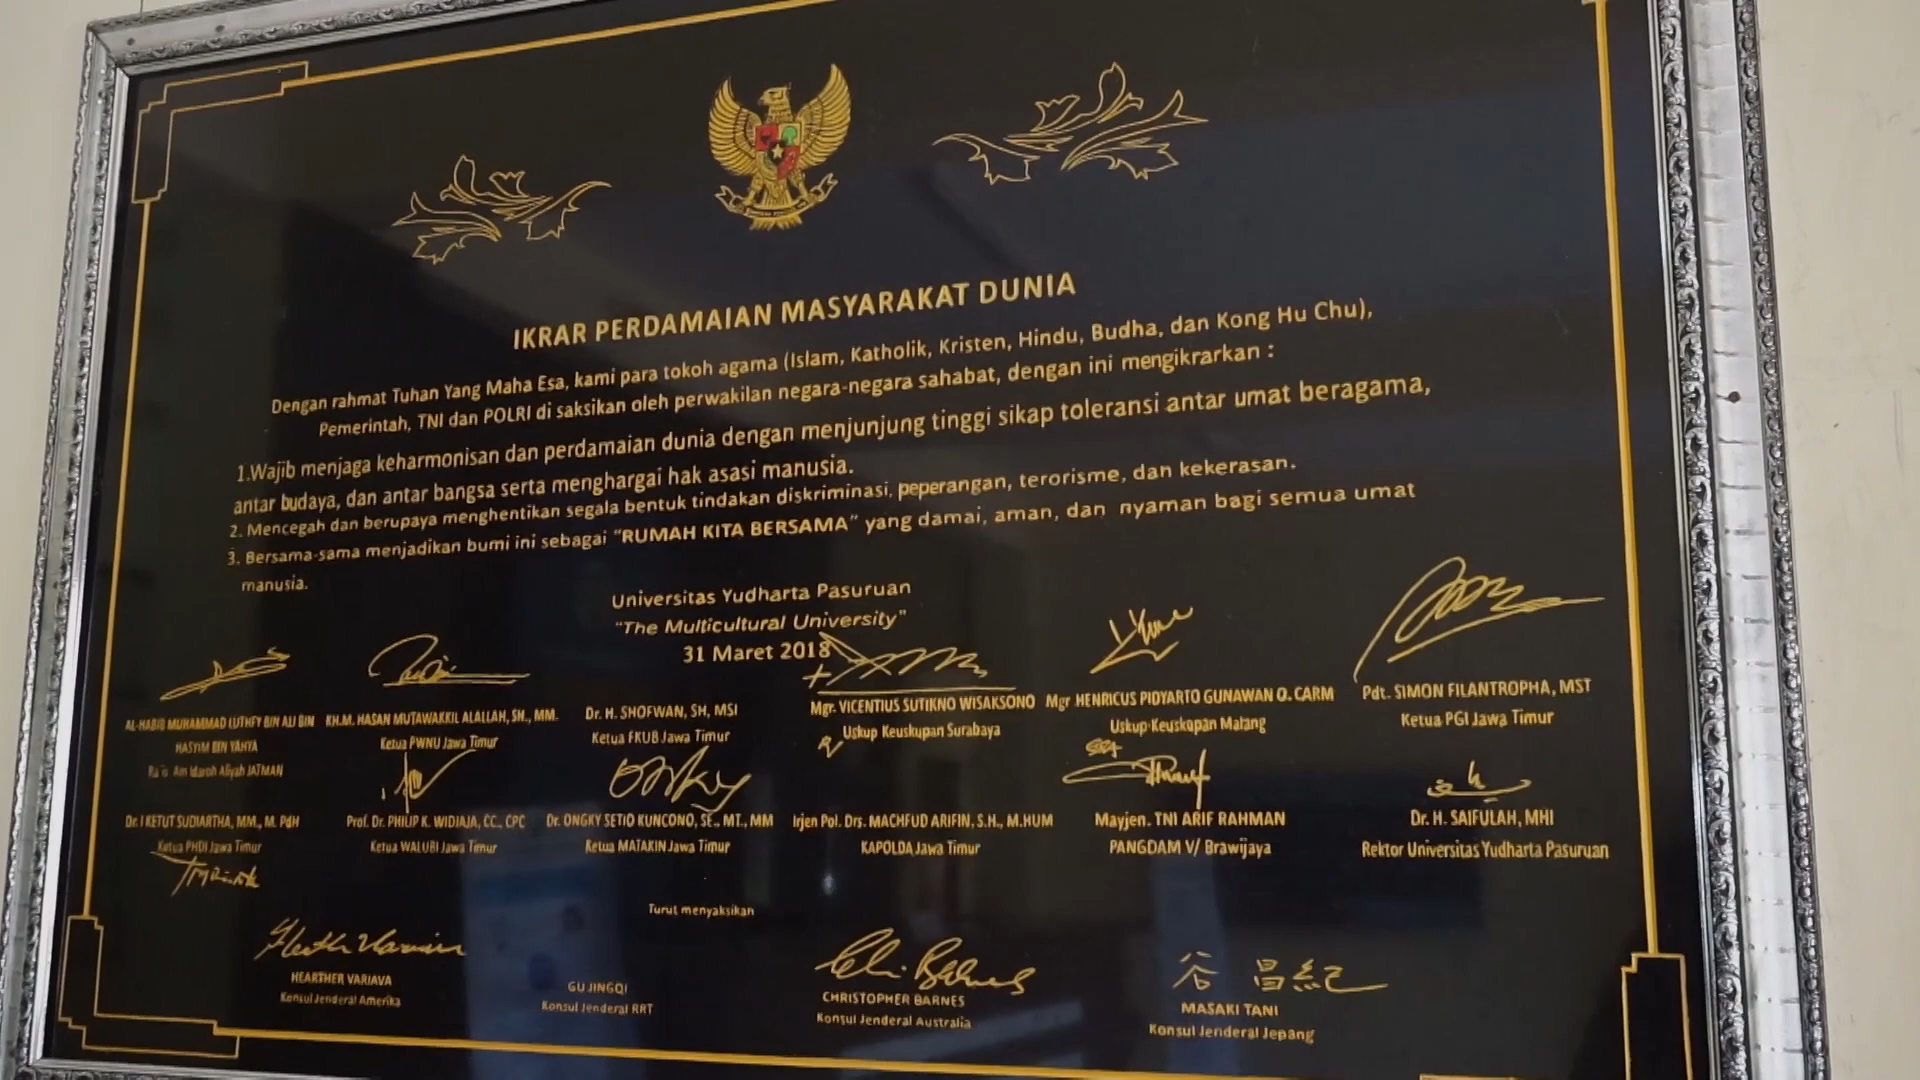 IKRAR PERDAMAIAN MASYARAKAT DUNIA
Dengan rahmat Tuhan Yang Maha Esa, kami para tokoh agama (Islam, Katholik, Kristen, Hindu, Budha, dan Kong Hu Chu),
Pemerintah, TNI dan POLRI di saksikan oleh perwakilan negara-negara sahabat, dengan ini mengikrarkan :
1.Wajib menjaga keharmonisan dan perdamaian dunia dengan menjunjung tinggi sikap toleransi antar umat beragama,
antar budaya, dan antar bangsa serta menghargai hak asasi manusia.
2. Mencegah dan berupaya menghentikan segala bentuk tindakan diskriminasi, peperangan, terorisme, dan kekerasan.
3. Bersama-sama menjadikan bumi ini sebagai "RUMAH KITA BERSAMA" yang damai, aman, dan nyaman bagi semua umat
manusia.
Universitas Yudharta Pasuruan
"The Multicultural University"
31 Maret 2018
AL-HABIB MUHAMMAD LUTHFY BIN ALI BIN
HASYIM BIN YAHYA
Ra'is Am Idaroh Aliyah JATMAN
KH.M. HASAN MUTAWAKKIL ALALLAH, SH., MM.
Ketua PWNU Jawa Timur
Dr. H. SHOFWAN, SH, MSI
Ketua FKUB Jawa Timur
Mgr. VICENTIUS SUTIKNO WISAKSONO
Uskup Keuskupan Surabaya
Mgr HENRICUS PIDYARTO GUNAWAN O. CARM
Uskup Keuskupan Malang
Pdt. SIMON FILANTROPHA, MST
Ketua PGI Jawa Timur
Dr. I KETUT SUDIARTHA, MM., M. PdH
Ketua PHDI Jawa Timur
Prof. Dr. PHILIP K. WIDJAJA, CC., CPC
Ketua WALUBI Jawa Timur
Dr. ONGKY SETIO KUNCONO, SE., MT., MM
Ketua MATAKIN Jawa Timur
Irjen Pol. Drs. MACHFUD ARIFIN, S.H., M.HUM
KAPOLDA Jawa Timur
Mayjen. TNI ARIF RAHMAN
PANGDAM V/ Brawijaya
Dr. H. SAIFULAH, MHI
Rektor Universitas Yudharta Pasuruan
Turut menyaksikan
HEARTHER VARIAVA
Konsul Jenderal Amerika
GU JINGQI
Konsul Jenderal RRT
Chris Barnes
CHRISTOPHER BARNES
Konsul Jenderal Australia
谷 昌紀
MASAKI TANI
Konsul Jenderal Jepang